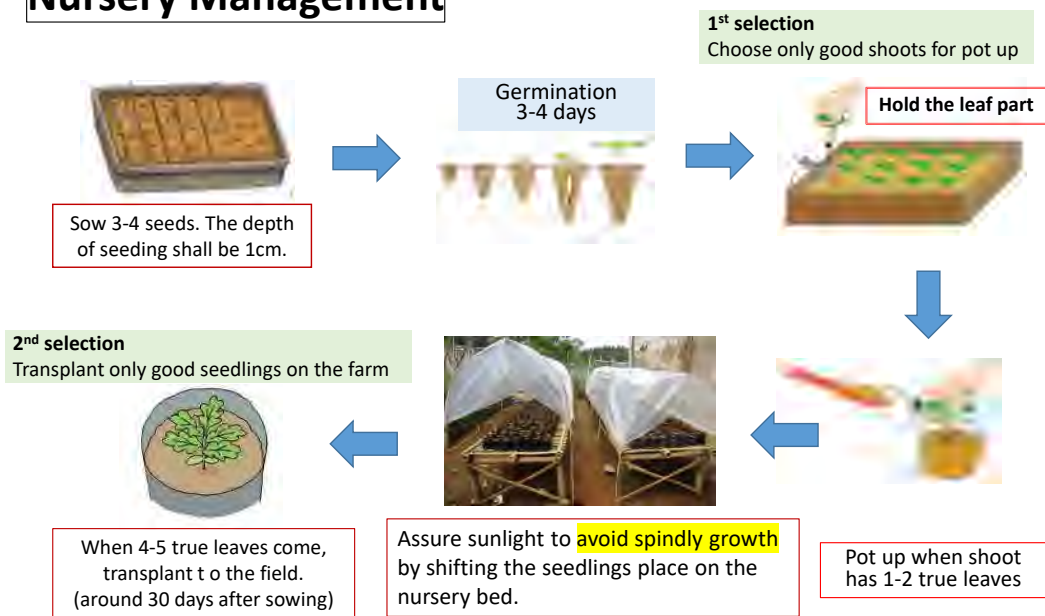 Nursery Management
1st selection
Choose only good shoots for pot up
Germination
3-4 days
Hold the leaf part
Sow 3-4 seeds. The depth
of seeding shall be 1cm.
2nd selection
Transplant only good seedlings on the farm
When 4-5 true leaves come,
transplant t o the field.
(around 30 days after sowing)
Assure sunlight to avoid spindly growth
by shifting the seedlings place on the
nursery bed.
Pot up when shoot
has 1-2 true leaves